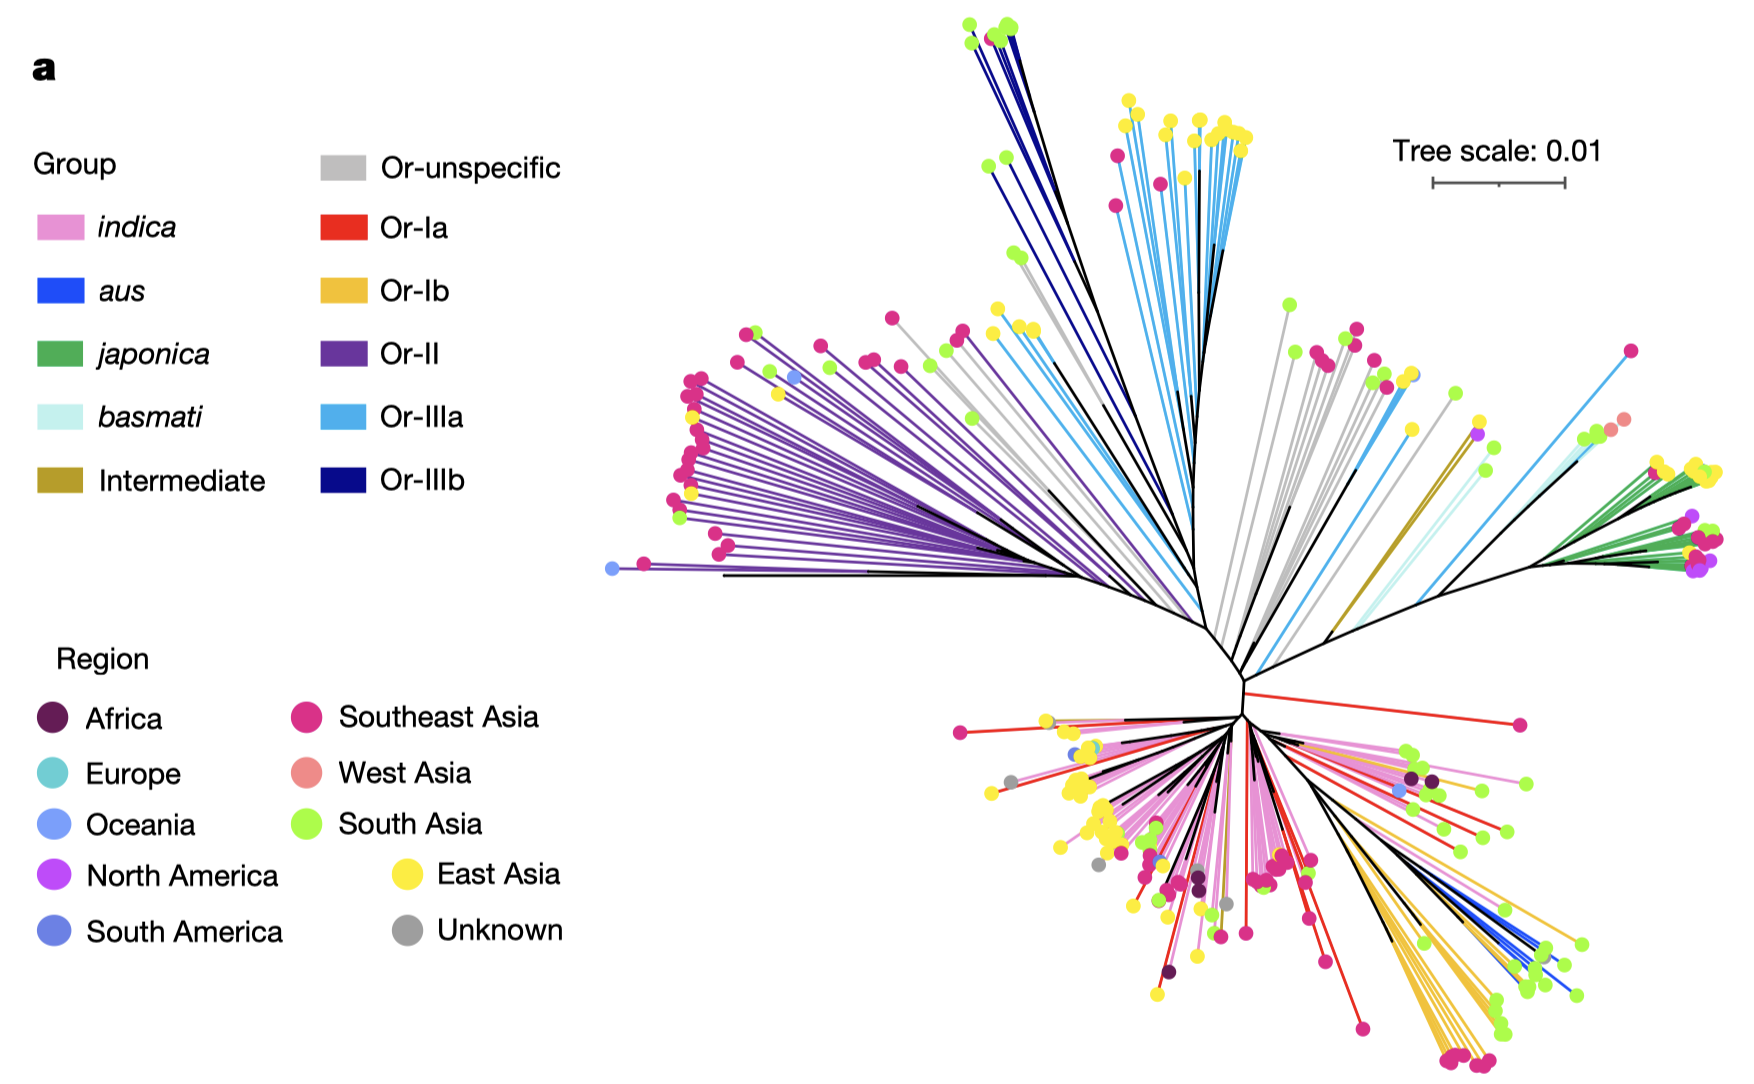 a
Tree scale: 0.01
Group
indica
aus
japonica
basmati
Intermediate
Or-unspecific
Or-Ia
Or-Ib
Or-II
Or-IIIa
Or-IIIb
Region
Africa
Europe
Oceania
North America
South America
Southeast Asia
West Asia
South Asia
East Asia
Unknown